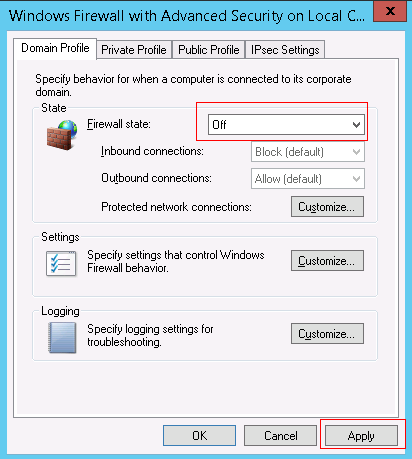 Windows Firewall with Advanced Security on Local C...
X
Domain Profile Private Profile Public Profile IPsec Settings
Specify behavior for when a computer is connected to its corporate
domain.
State
Firewall state: Off
Inbound connections: Block (default)
Outbound connections: Allow (default)
Protected network connections: Customize...
Settings
Specify settings that control Windows
Firewall behavior.
Customize...
Logging
Specify logging settings for
troubleshooting.
Customize...
OK Cancel Apply